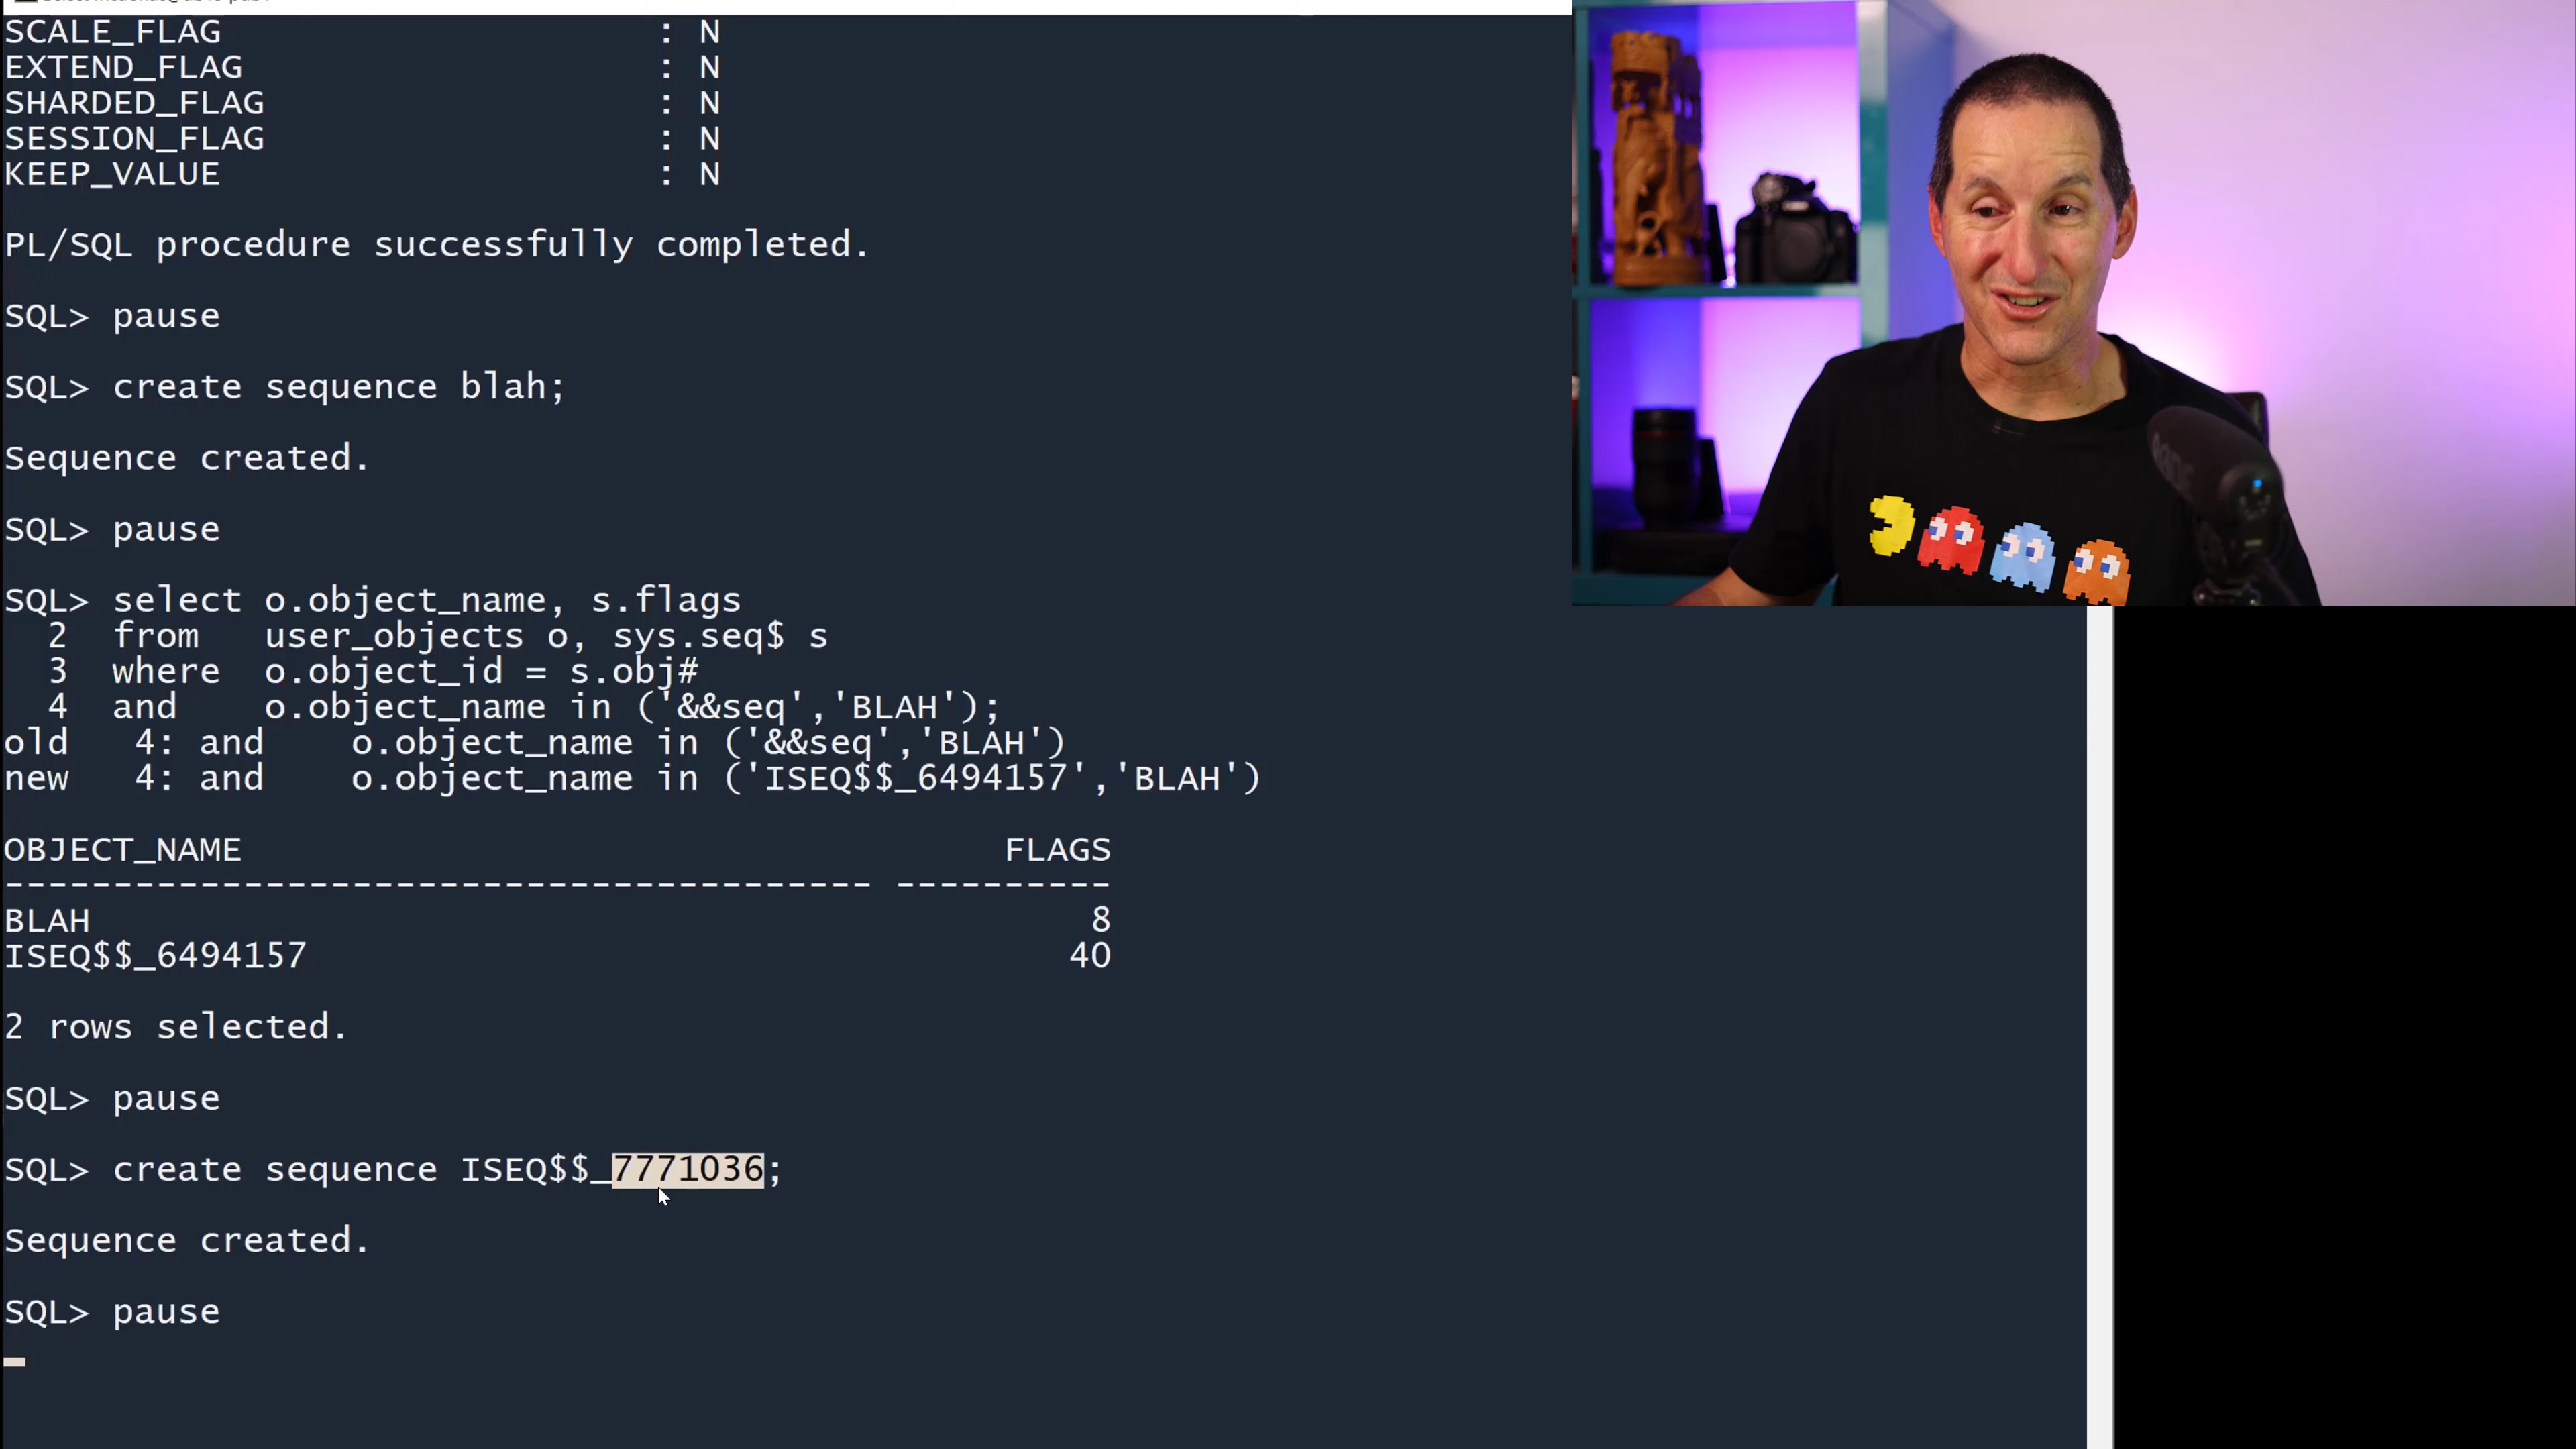 SCALE_FLAG : N
EXTEND_FLAG : N
SHARDED_FLAG : N
SESSION_FLAG : N
KEEP_VALUE : N
PL/SQL procedure successfully completed.
SQL> pause
SQL> create sequence blah;
Sequence created.
SQL> pause
SQL> select o.object_name, s.flags
2 from user_objects o, sys.seq$ s
3 where o.object_id = s.obj#
4 and o.object_name in ('&&seq','BLAH');
old 4: and o.object_name in ('&&seq','BLAH')
new 4: and o.object_name in ('ISEQ$$_6494157','BLAH')
OBJECT_NAME FLAGS
---------------------------------------- ----------
BLAH 8
ISEQ$$_6494157 40
2 rows selected.
SQL> pause
SQL> create sequence ISEQ$$_7771036;
Sequence created.
SQL> pause
RODE